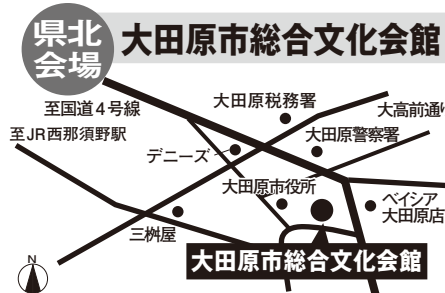 県北
会場
大田原市総合文化会館
至国道4号線
大田原税務署
大高前通り
至JR西那須野駅
デニーズ
大田原警察署
大田原市役所
ベイシア
大田原店
三桝屋
大田原市総合文化会館
N